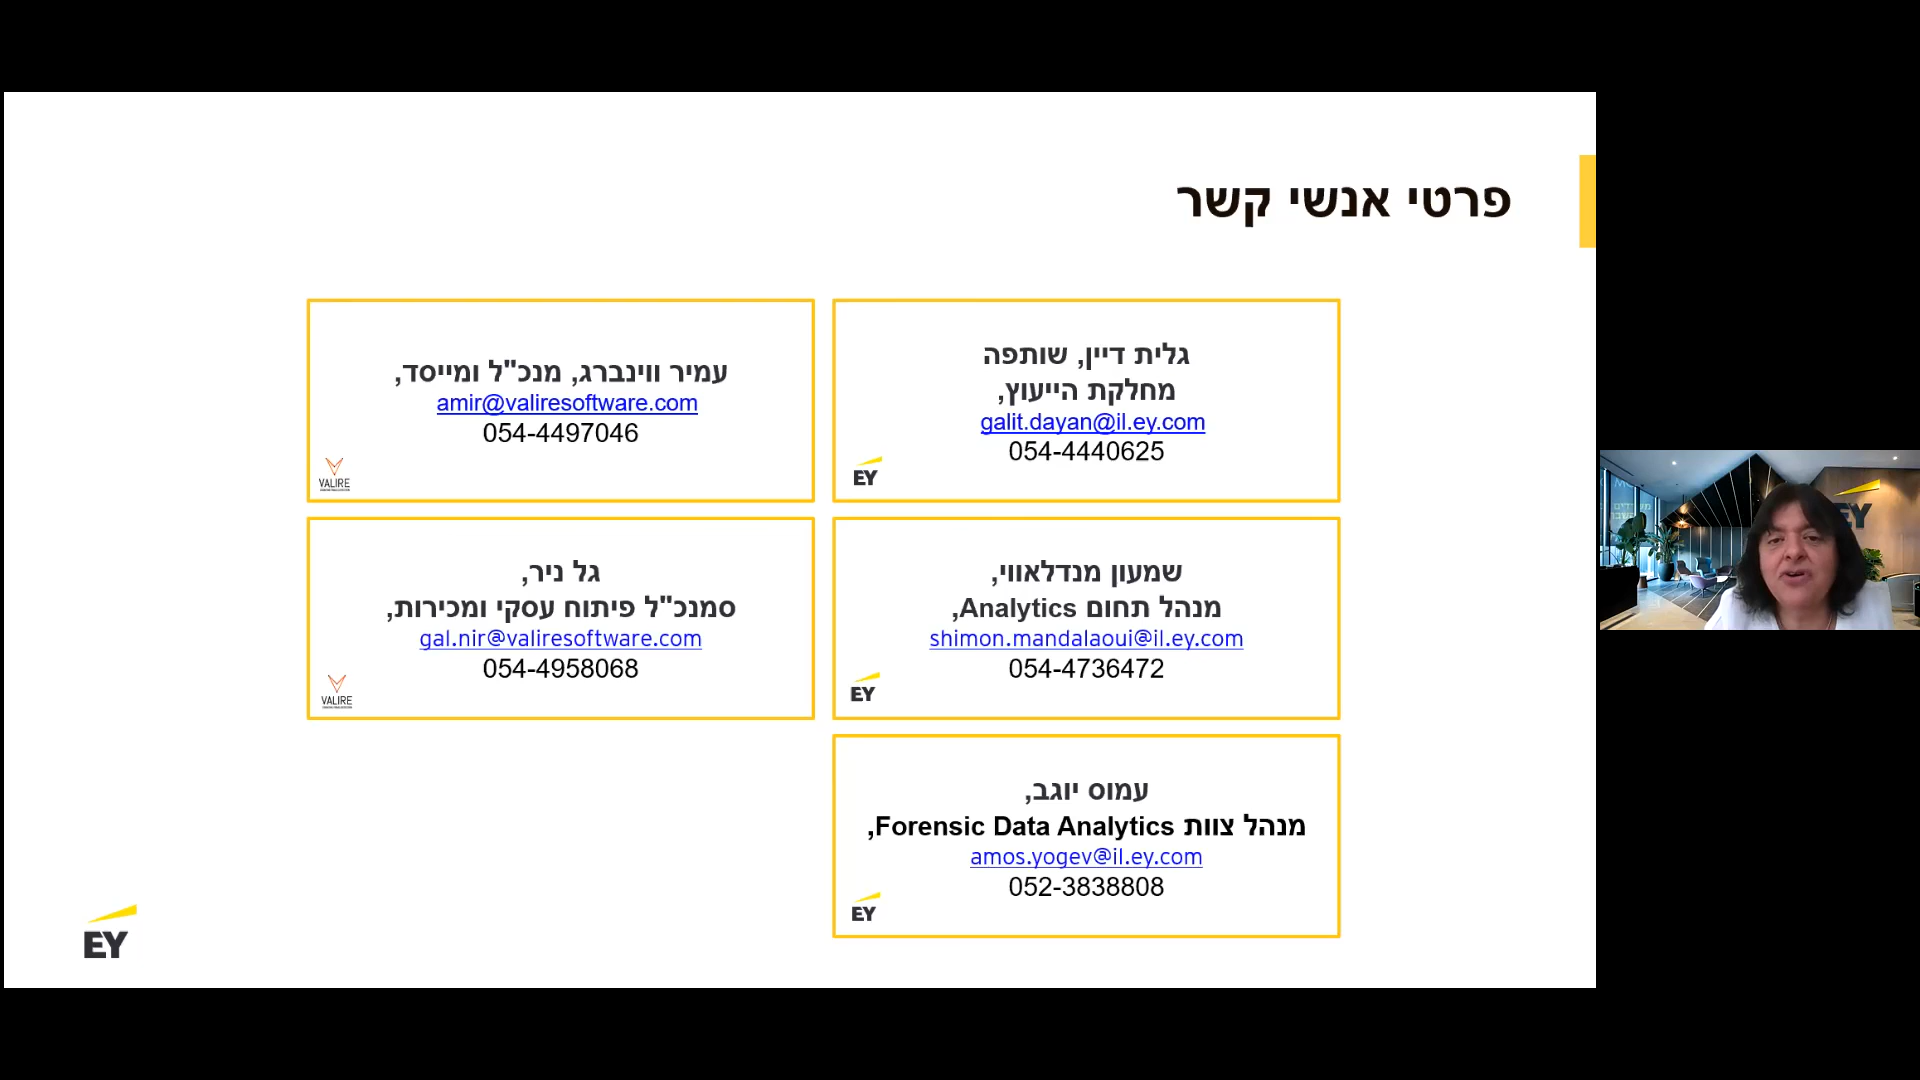 פרטי אנשי קשר
גלית דיין, שותפה
מחלקת הייעוץ,
galit.dayan@il.ey.com
054-4440625
EY
עמיר ווינברג, מנכ"ל ומייסד,
amir@valiresoftware.com
054-4497046
VALIRE
שמעון מנדלאווי,
מנהל תחום Analytics,
shimon.mandalaoui@il.ey.com
054-4736472
EY
גל ניר,
סמנכ"ל פיתוח עסקי ומכירות,
gal.nir@valiresoftware.com
054-4958068
VALIRE
עמוס יוגב,
מנהל צוות Forensic Data Analytics,
amos.yogev@il.ey.com
052-3838808
EY
EY
EY